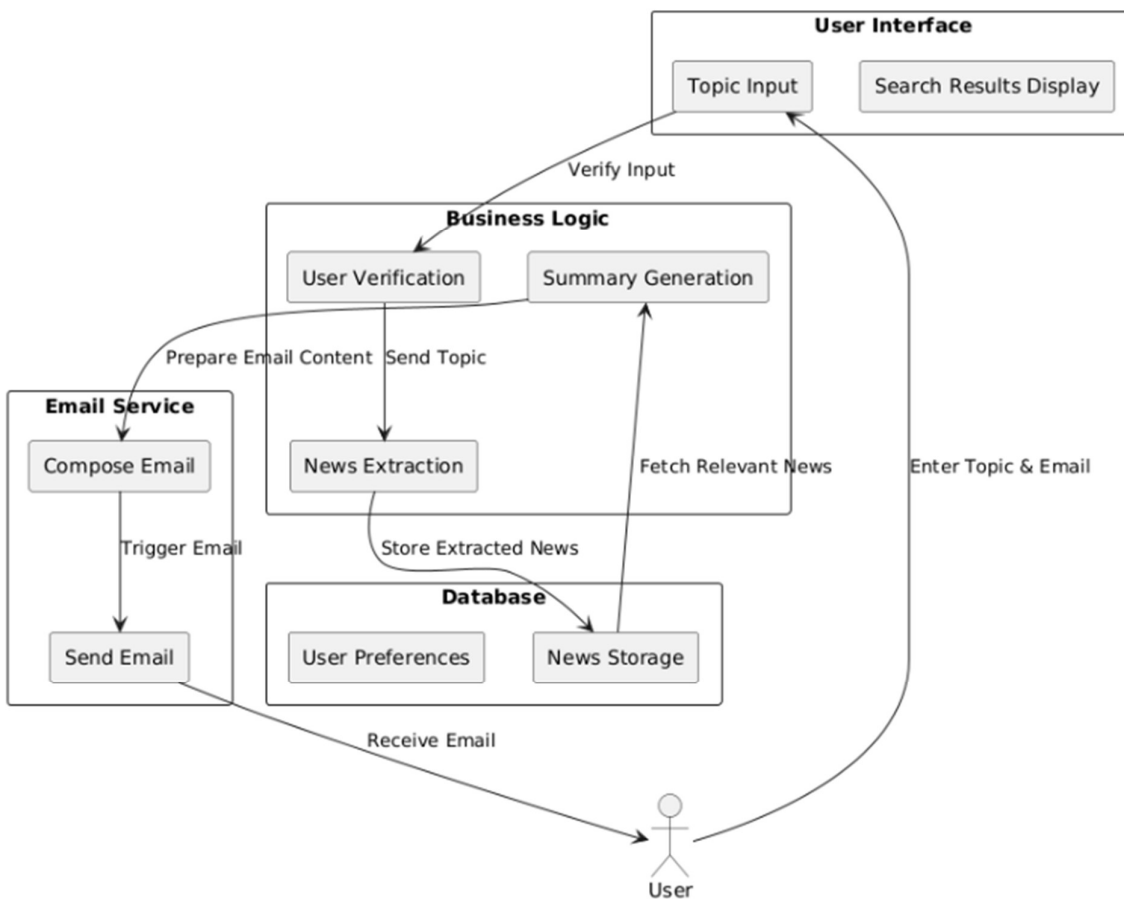 User Interface
Topic Input
Search Results Display
Verify Input
Business Logic
User Verification
Summary Generation
Prepare Email Content
Send Topic
Email Service
Compose Email
News Extraction
Fetch Relevant News
Enter Topic & Email
Trigger Email
Store Extracted News
Database
Send Email
User Preferences
News Storage
Receive Email
User